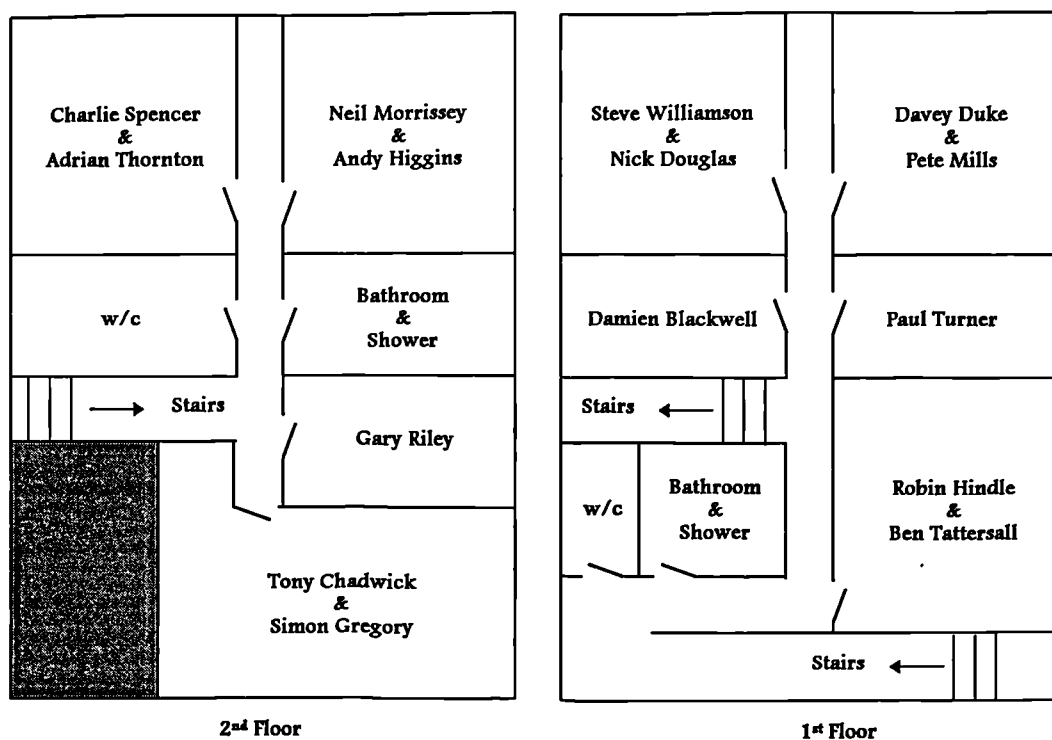 Charlie Spencer
&
Adrian Thornton
Neil Morrissey
&
Andy Higgins
w/c
Bathroom
&
Shower
Stairs
Gary Riley
Tony Chadwick
&
Simon Gregory
2nd Floor
Steve Williamson
&
Nick Douglas
Davey Duke
&
Pete Mills
Damien Blackwell
Paul Turner
Stairs
w/c
Bathroom
&
Shower
Robin Hindle
&
Ben Tattersall
Stairs
1st Floor